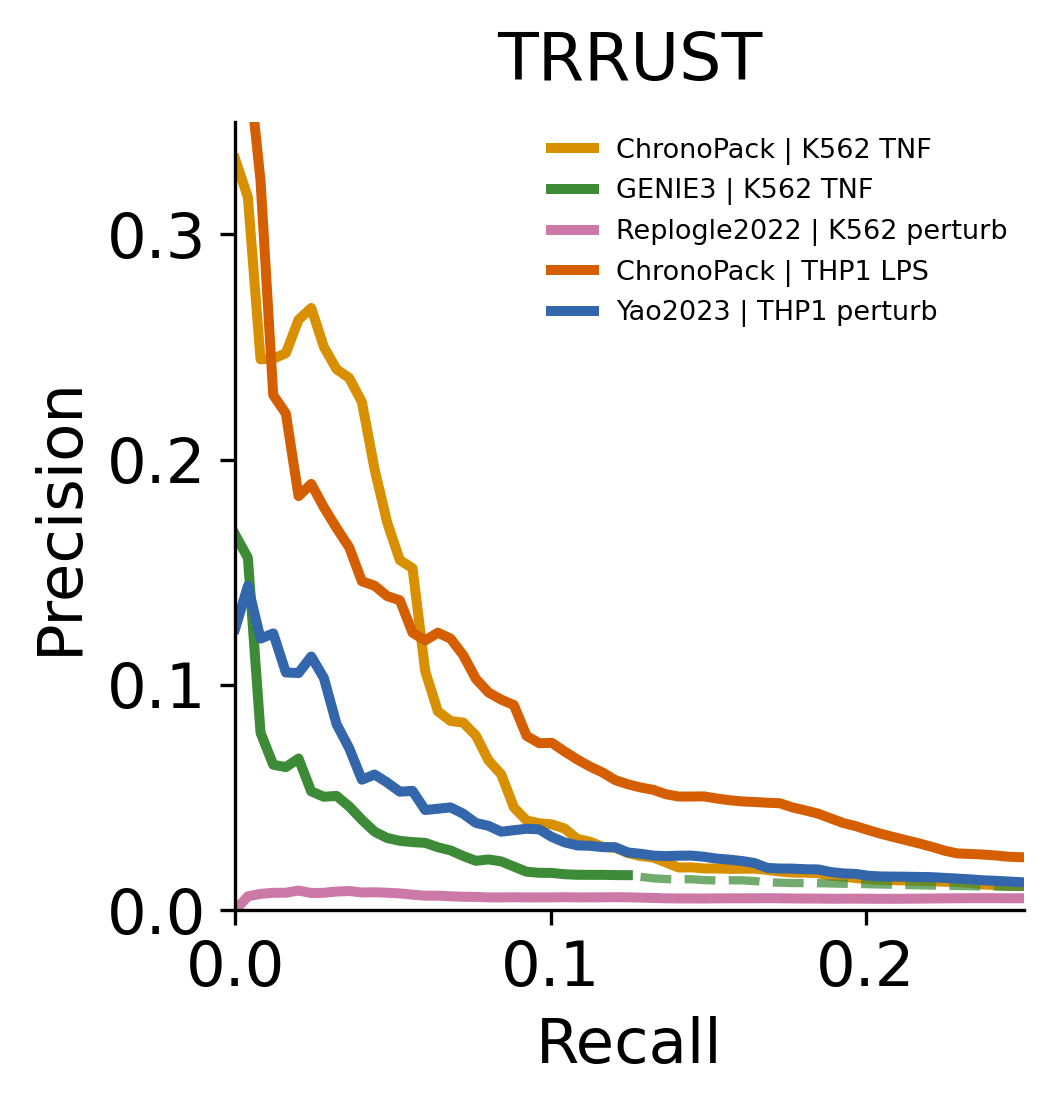 TRRUST
ChronoPack | K562 TNF
GENIE3 | K562 TNF
Replogle2022 | K562 perturb
ChronoPack | THP1 LPS
Yao2023 | THP1 perturb
Precision
0.3
0.2
0.1
0.0
0.0 0.1 0.2
Recall